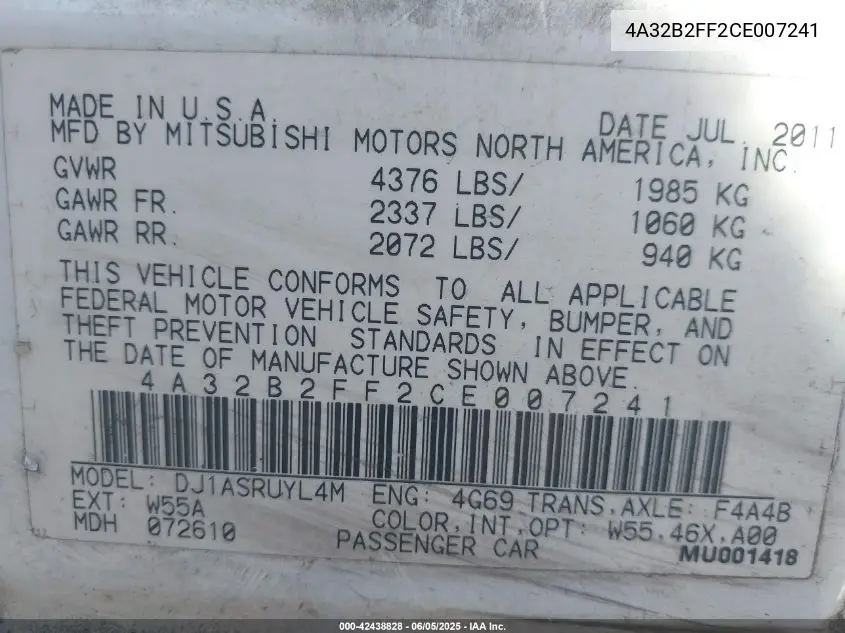 4A32B2FF2CE007241
MADE IN U.S.A. DATE JUL. 2011
MFD BY MITSUBISHI MOTORS NORTH AMERICA, INC.
GVWR 4376 LBS/ 1985 KG
GAWR FR. 2337 LBS/ 1060 KG
GAWR RR. 2072 LBS/ 940 KG
THIS VEHICLE CONFORMS TO ALL APPLICABLE
FEDERAL MOTOR VEHICLE SAFETY, BUMPER, AND
THEFT PREVENTION STANDARDS IN EFFECT ON
THE DATE OF MANUFACTURE SHOWN ABOVE.
4A32B2FF2CE007241
MODEL: DJ1ASRUYL4M ENG: 4G69 TRANS.AXLE: F4A4B
EXT: W55A COLOR,INT,OPT: W55.46X.A00
MDH 072610 PASSENGER CAR MU001418
000-42438828 - 06/05/2025 - IAA Inc.